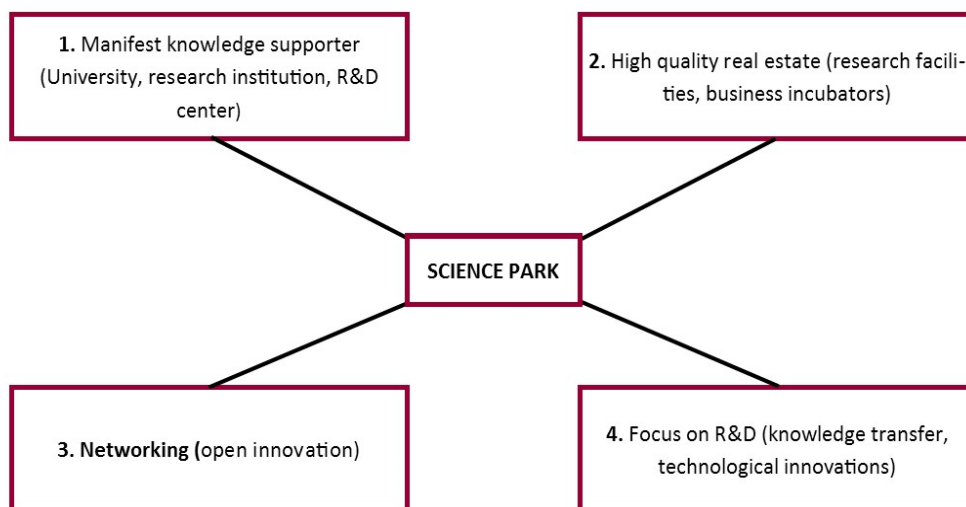 1. Manifest knowledge supporter
(University, research institution, R&D
center)
2. High quality real estate (research facili-
ties, business incubators)
SCIENCE PARK
3. Networking (open innovation)
4. Focus on R&D (knowledge transfer,
technological innovations)